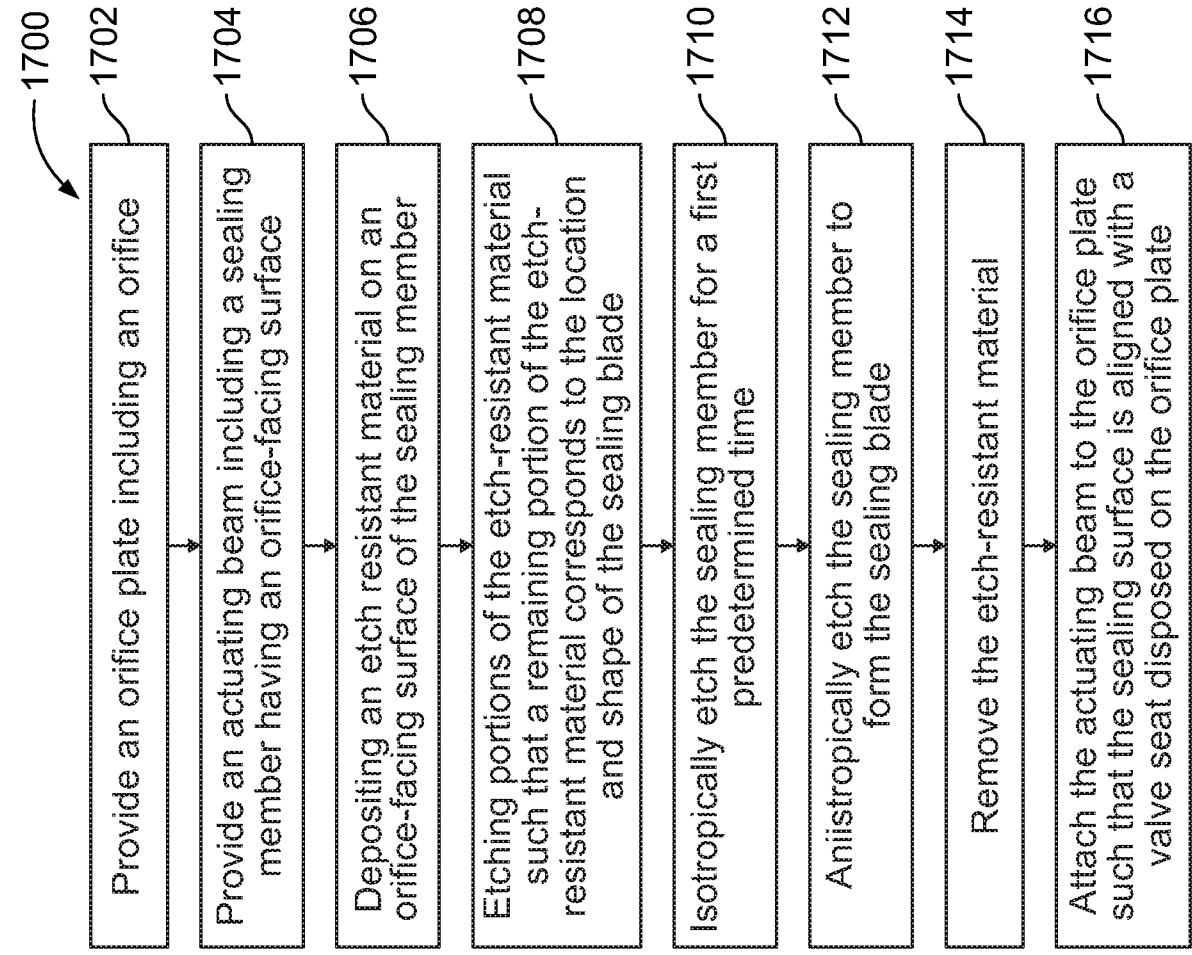 1700
Provide an orifice plate including an orifice
1702
Provide an actuating beam including a sealing
member having an orifice-facing surface
1704
Depositing an etch resistant material on an
orifice-facing surface of the sealing member
1706
Etching portions of the etch-resistant material
such that a remaining portion of the etch-
resistant material corresponds to the location
and shape of the sealing blade
1708
Isotropically etch the sealing member for a first
predetermined time
1710
Aniistropically etch the sealing member to
form the sealing blade
1712
Remove the etch-resistant material
1714
Attach the actuating beam to the orifice plate
such that the sealing surface is aligned with a
valve seat disposed on the orifice plate
1716